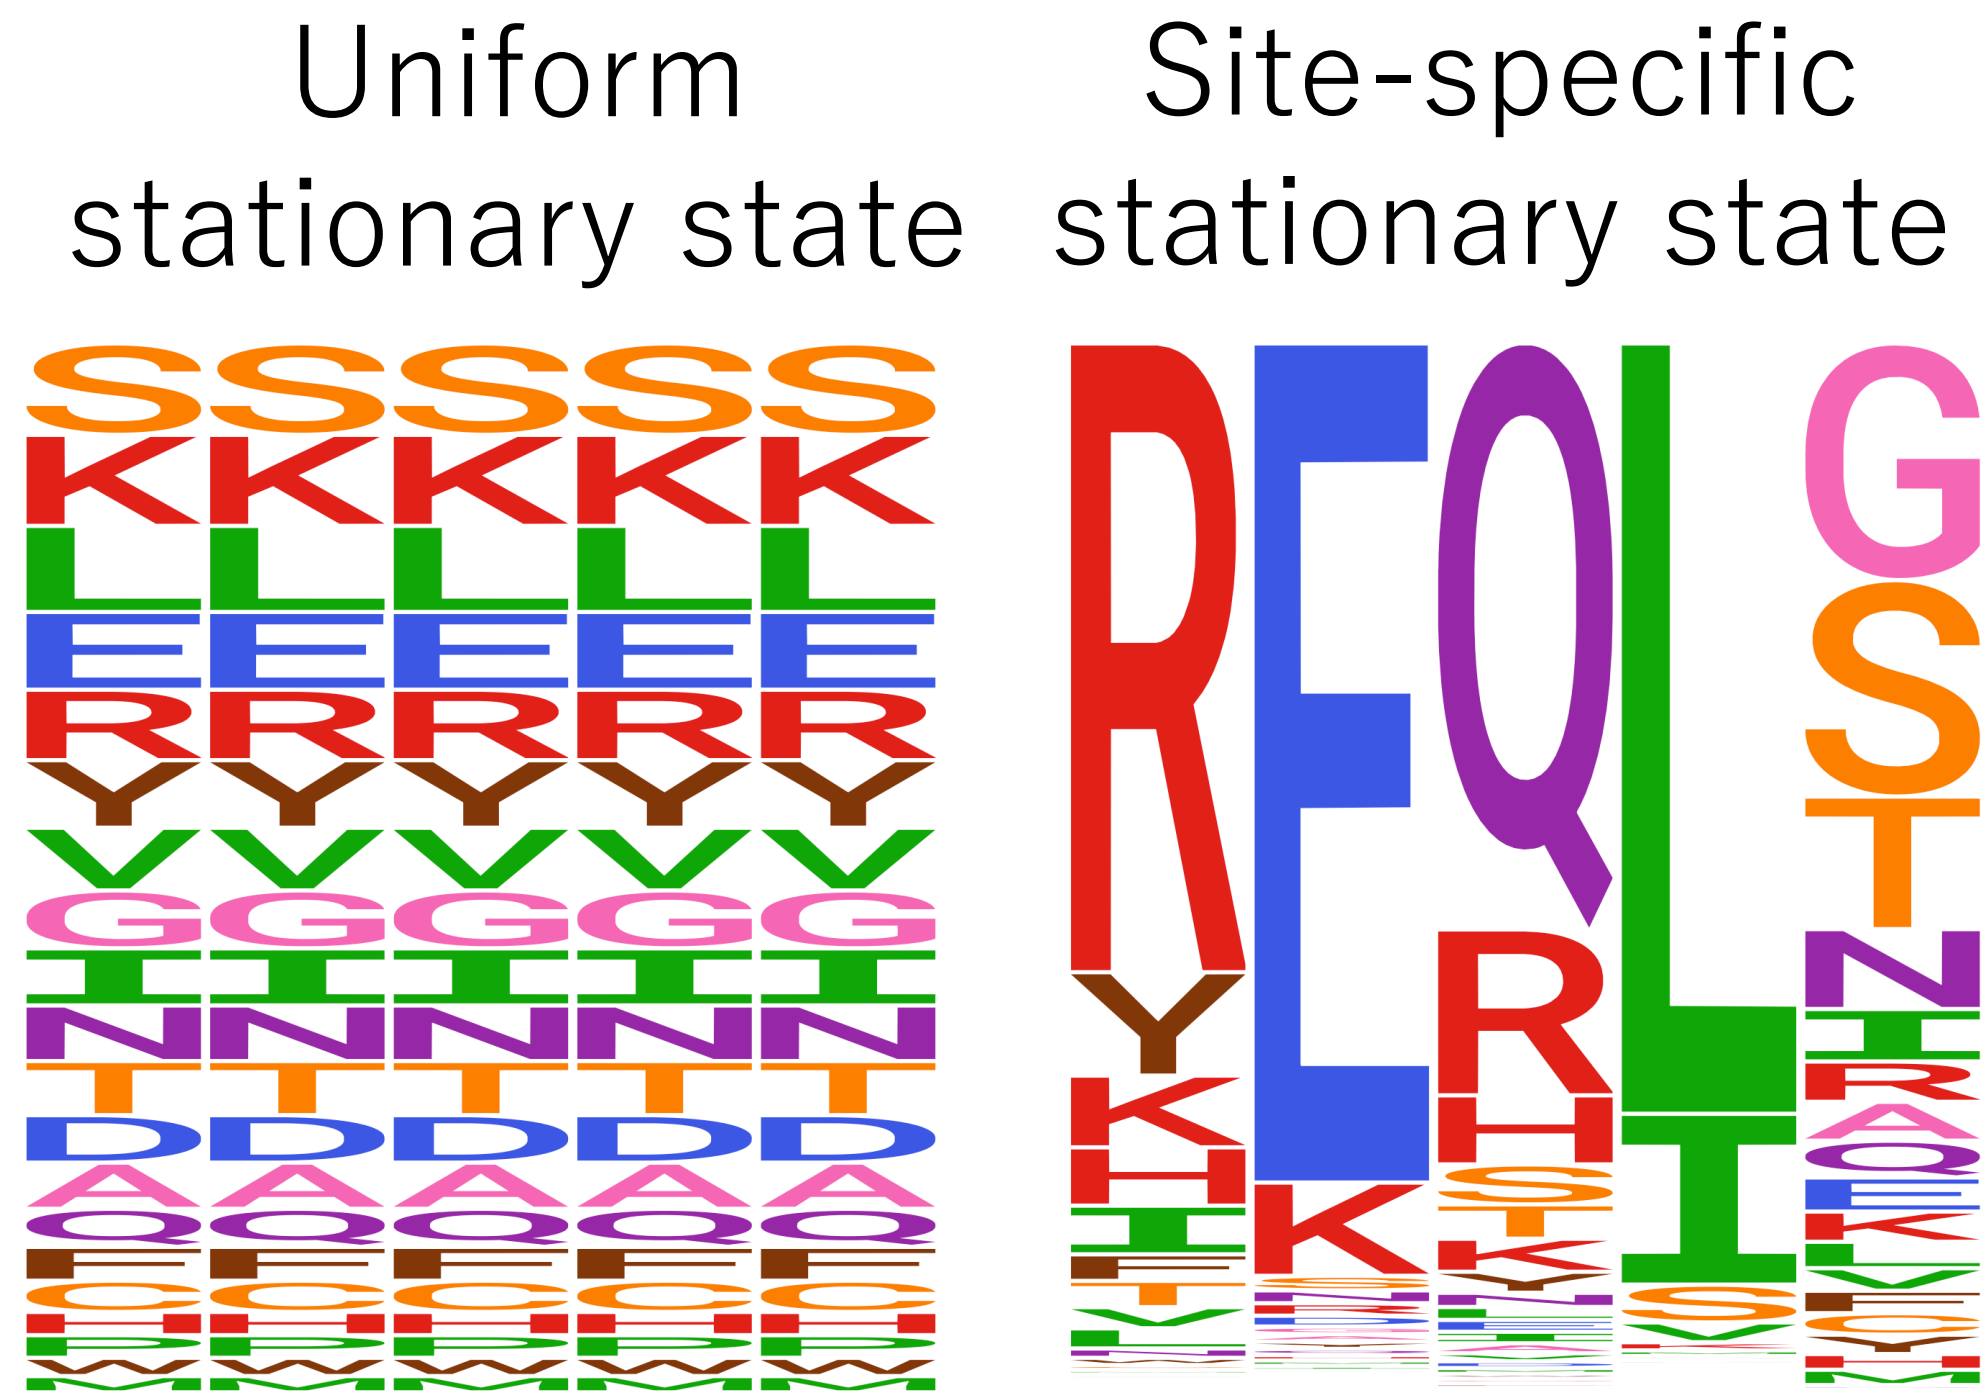 Uniform
stationary state
Site-specific
stationary state
S S S S S
K K K K K
L L L L L
E E E E E
R R R R R
Y Y Y Y Y
V V V V V
G G G G G
I I I I I
N N N N N
T T T T T
D D D D D
A A A A A
Q Q Q Q Q
F F F F F
C C C C C
H H H H H
P P P P P
W W W W W
M M M M M
R E Q L G
Y K R I S
K H S T
H S V N
I T I
F K R
T Y A
V N Q
L E
K
L
V
F
C
Y
H
M